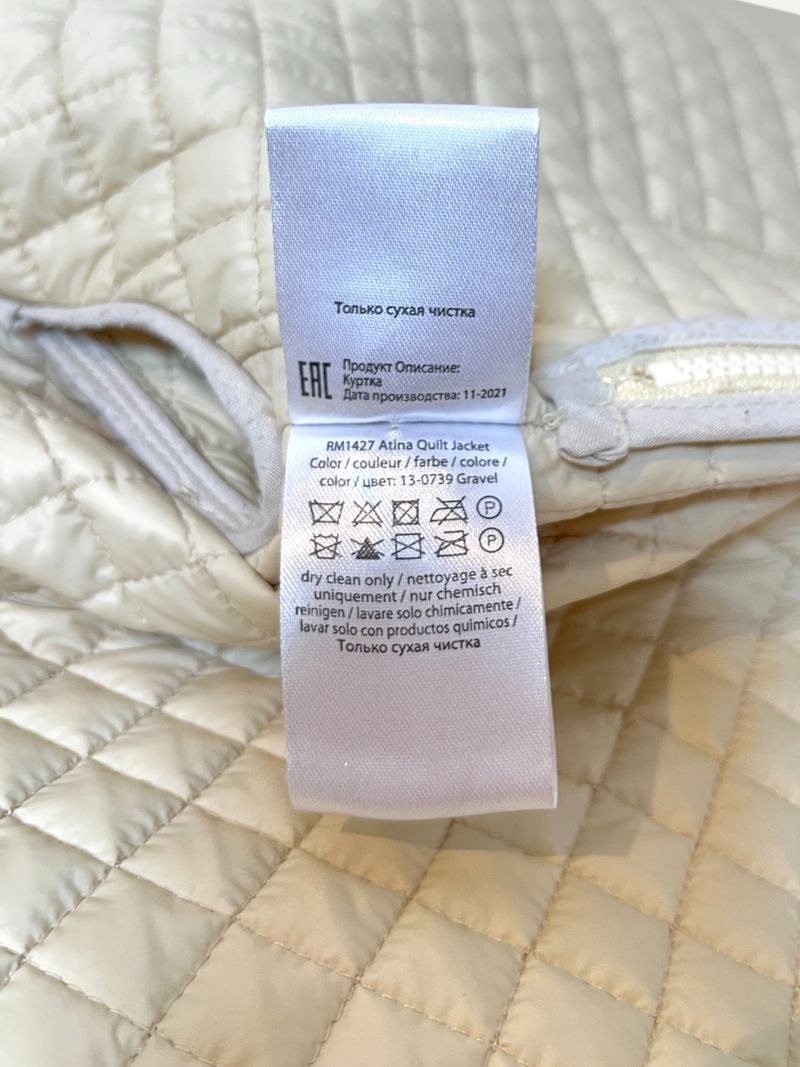 Только сухая чистка
EAC
Продукт Описание:
Куртка
Дата производства: 11-2021
RM1427 Atina Quilt Jacket
Color / couleur / farbe / colore /
color / цвет: 13-0739 Gravel
P
P
dry clean only / nettoyage à sec
uniquement / nur chemisch
reinigen / lavare solo chimicamente /
lavar solo con productos químicos /
Только сухая чистка